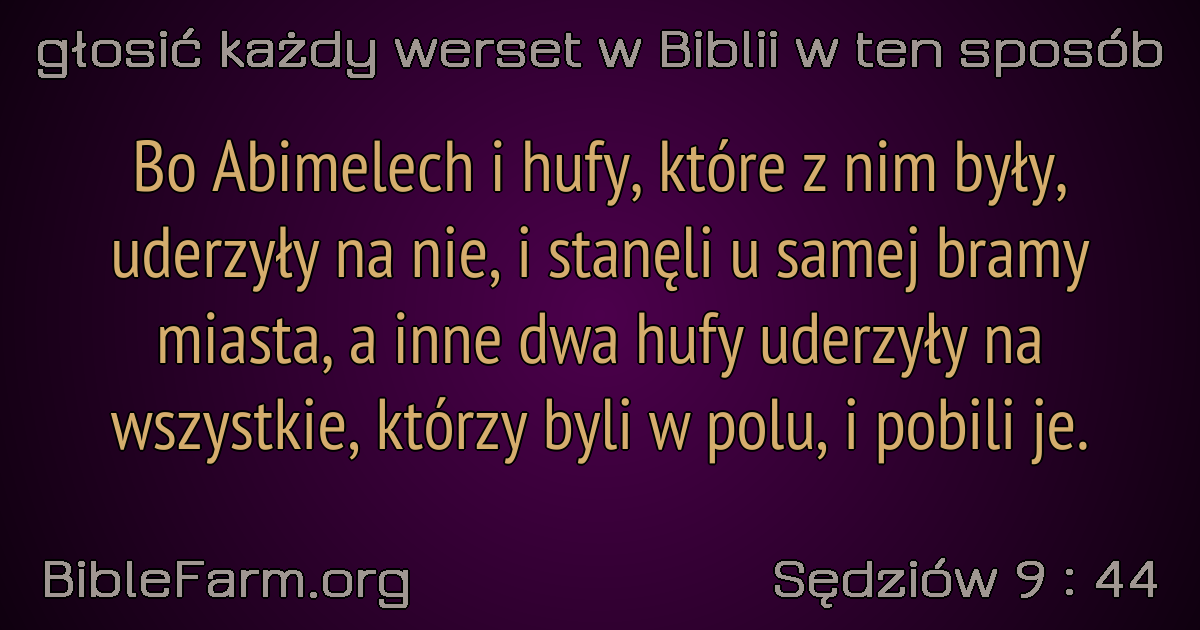 głosić każdy werset w Biblii w ten sposób
Bo Abimelech i hufy, które z nim były,
uderzyły na nie, i stanęli u samej bramy
miasta, a inne dwa hufy uderzyły na
wszystkie, którzy byli w polu, i pobili je.
BibleFarm.org
Sędziów 9 : 44